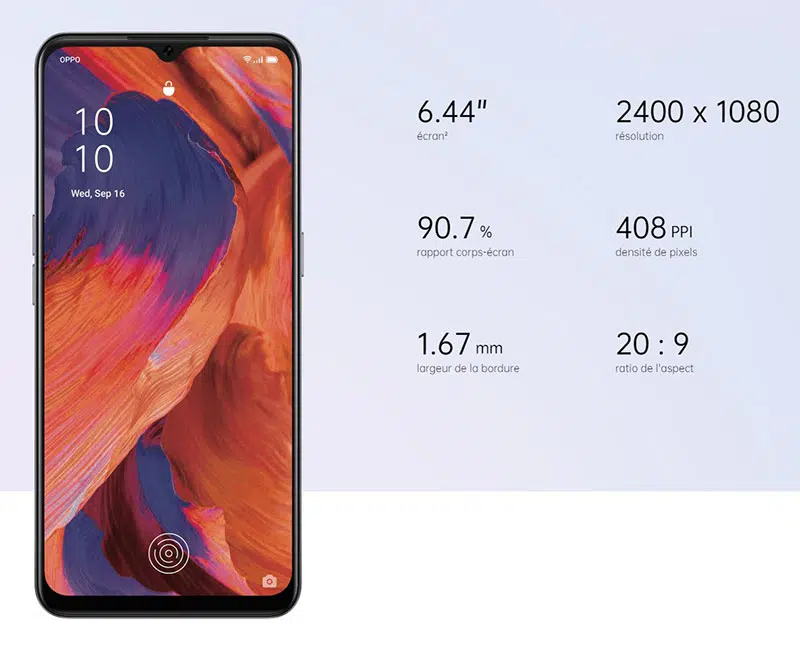 OPPO
10
10
Wed, Sep 16
6.44"
écran²
2400 x 1080
résolution
90.7 %
rapport corps-écran
408 PPI
densité de pixels
1.67 mm
largeur de la bordure
20 : 9
ratio de l'aspect